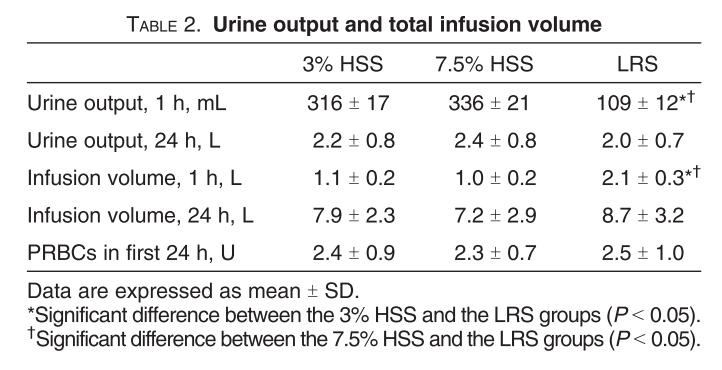 TABLE 2. Urine output and total infusion volume
3% HSS 7.5% HSS LRS
Urine output, 1 h, mL 316 ± 17 336 ± 21 109 ± 12*†
Urine output, 24 h, L 2.2 ± 0.8 2.4 ± 0.8 2.0 ± 0.7
Infusion volume, 1 h, L 1.1 ± 0.2 1.0 ± 0.2 2.1 ± 0.3*†
Infusion volume, 24 h, L 7.9 ± 2.3 7.2 ± 2.9 8.7 ± 3.2
PRBCs in first 24 h, U 2.4 ± 0.9 2.3 ± 0.7 2.5 ± 1.0
Data are expressed as mean ± SD.
*Significant difference between the 3% HSS and the LRS groups (P < 0.05).
†Significant difference between the 7.5% HSS and the LRS groups (P < 0.05).